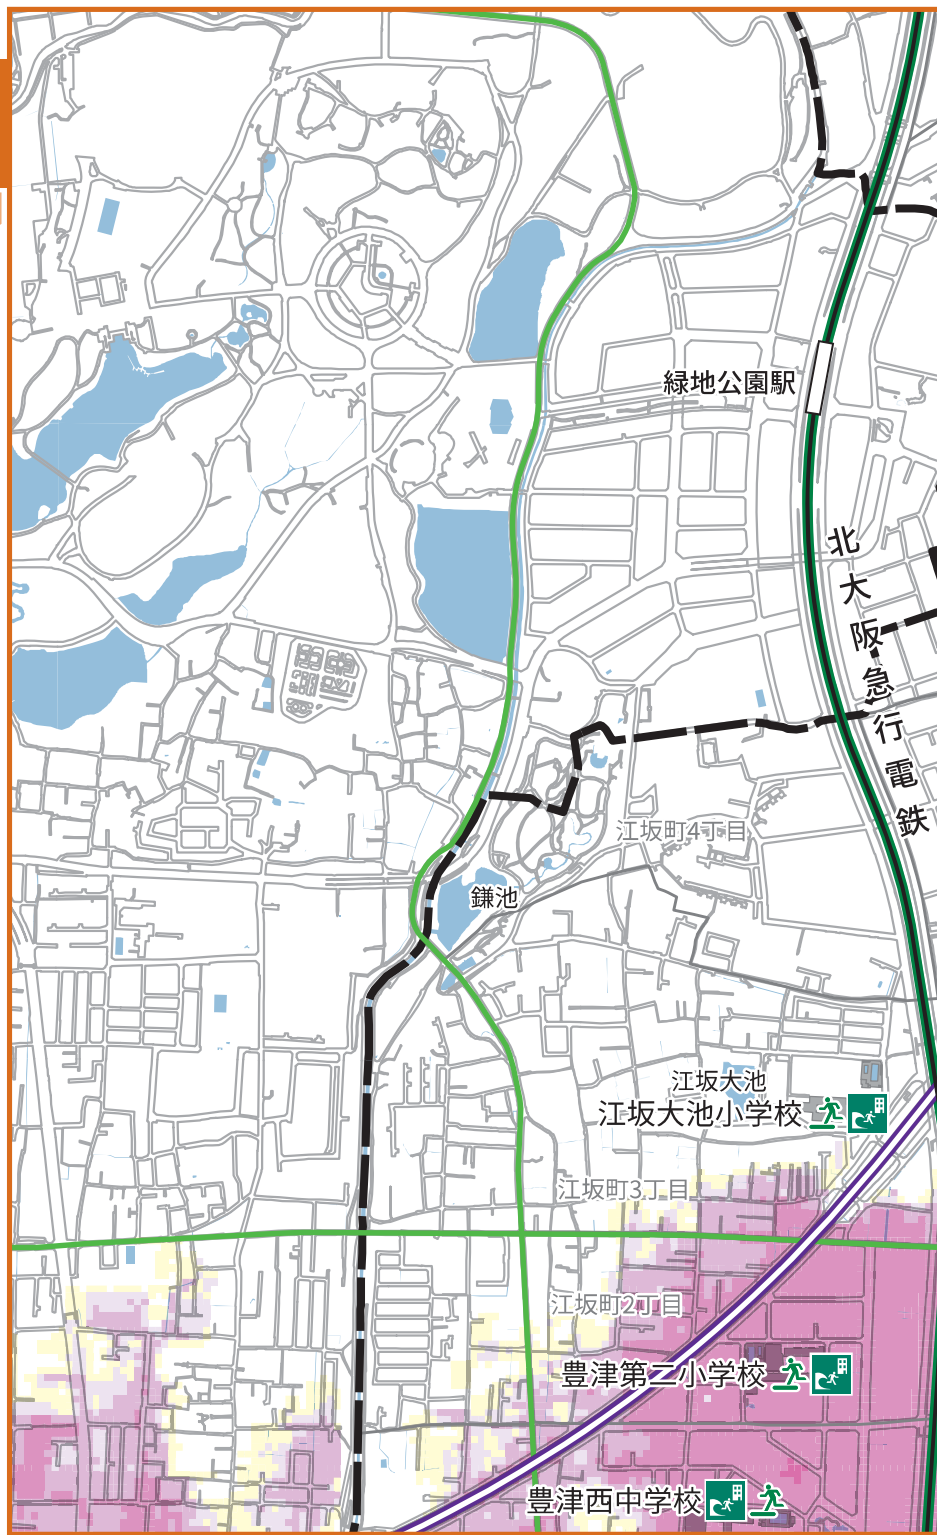 緑地公園駅
北大阪急行電鉄
江坂町4丁目
鎌池
江坂大池
江坂大池小学校
江坂町3丁目
江坂町2丁目
豊津第二小学校
豊津西中学校